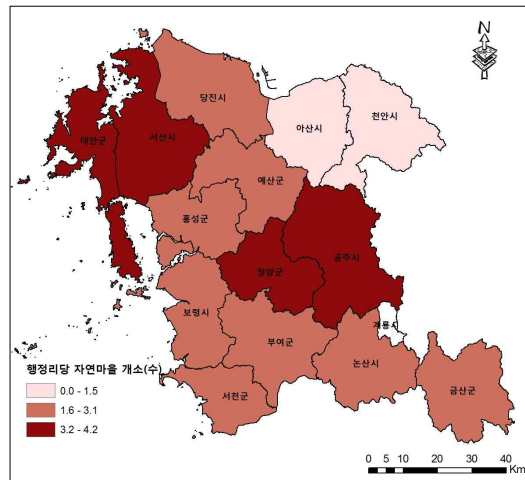 N
당진시
아산시
천안시
태안군
서산시
예산군
홍성군
공주시
청양군
보령시
계룡시
부여군
논산시
서천군
금산군
행정리당 자연마을 개소(수)
0.0 - 1.5
1.6 - 3.1
3.2 - 4.2
0 5 10 20 30 40
Km